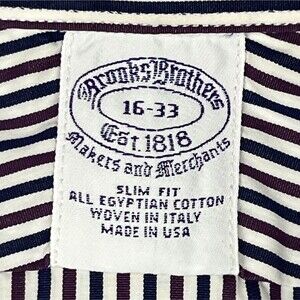 Brooks Brothers
16-33
Est. 1818
Makers and Merchants
SLIM FIT
ALL EGYPTIAN COTTON
WOVEN IN ITALY
MADE IN USA